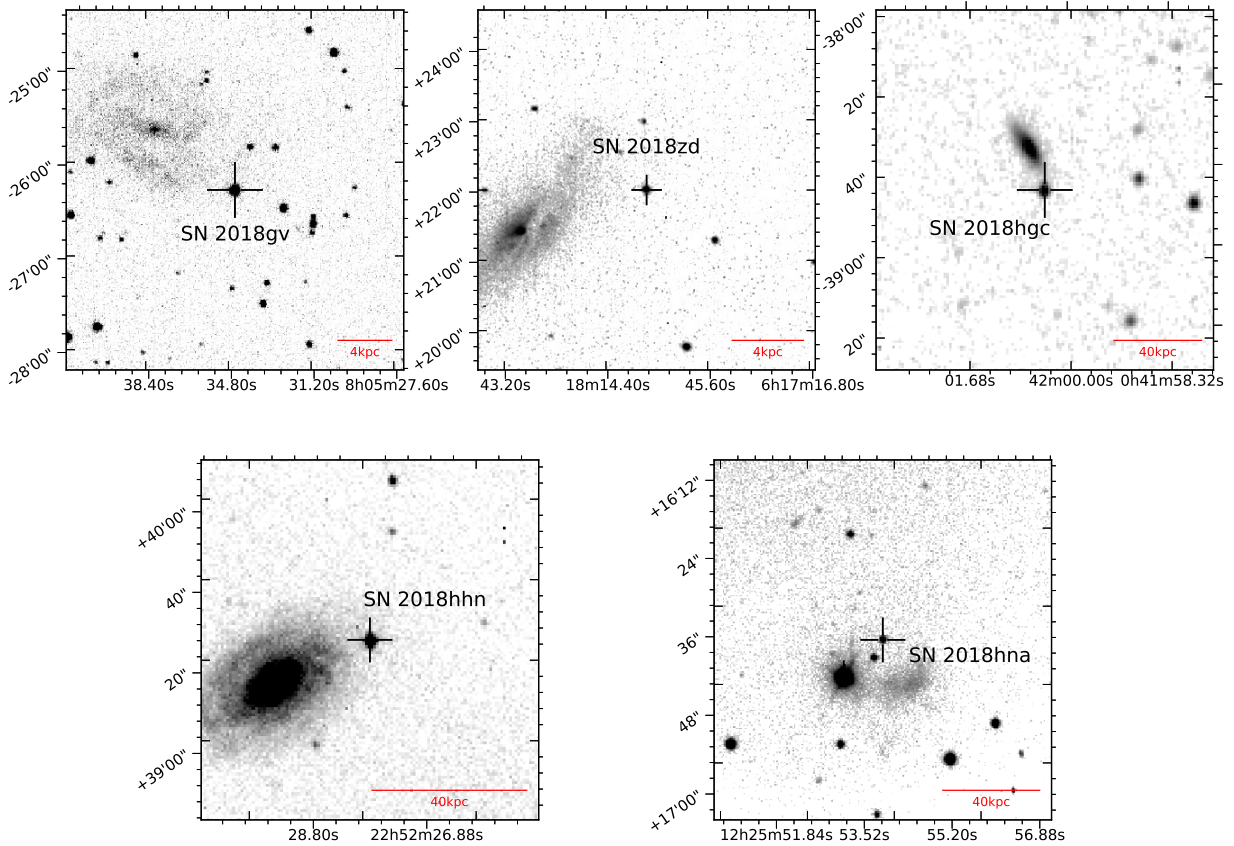 -25'00"
-26'00"
-27'00"
-28'00"
SN 2018gv
4kpc
38.40s 34.80s 31.20s 8h05m27.60s
+24'00"
+23'00"
+22'00"
+21'00"
+20'00"
SN 2018zd
4kpc
43.20s 18m14.40s 45.60s 6h17m16.80s
-38'00"
20"
40"
-39'00"
20"
SN 2018hgc
40kpc
01.68s 42m00.00s 0h41m58.32s
+40'00"
40"
20"
+39'00"
SN 2018hhn
40kpc
28.80s 22h52m26.88s
+16'12"
24"
36"
48"
+17'00"
SN 2018hna
40kpc
12h25m51.84s 53.52s 55.20s 56.88s